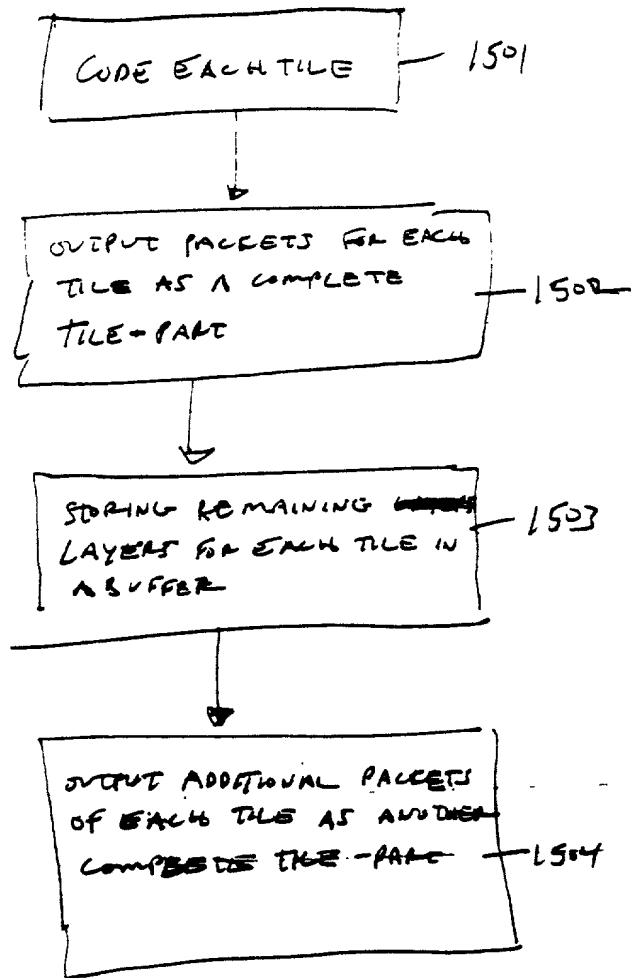 CODE EACH TILE
1501
OUTPUT PACKETS FOR EACH
TILE AS A COMPLETE
TILE-PART
1502
STORING REMAINING
LAYERS FOR EACH TILE IN
A BUFFER
1503
OUTPUT ADDITIONAL PACKETS
OF EACH TILE AS ANOTHER
COMPLETE TILE-PART
1504